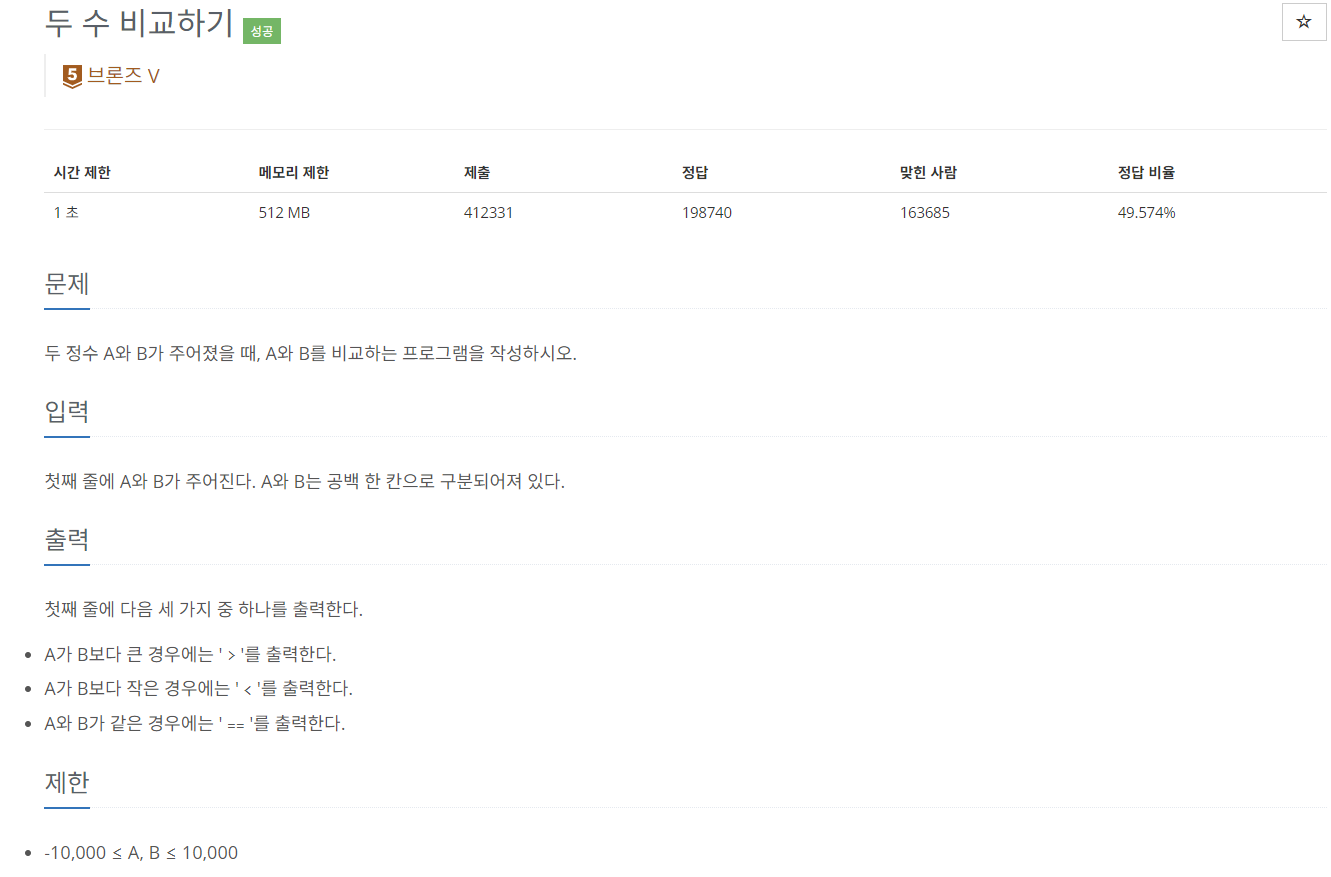 두 수 비교하기 성공
☆
5 브론즈 V
시간 제한 메모리 제한 제출 정답 맞힌 사람 정답 비율
1 초 512 MB 412331 198740 163685 49.574%
문제
두 정수 A와 B가 주어졌을 때, A와 B를 비교하는 프로그램을 작성하시오.
입력
첫째 줄에 A와 B가 주어진다. A와 B는 공백 한 칸으로 구분되어져 있다.
출력
첫째 줄에 다음 세 가지 중 하나를 출력한다.
• A가 B보다 큰 경우에는 ' > '를 출력한다.
• A가 B보다 작은 경우에는 ' < '를 출력한다.
• A와 B가 같은 경우에는 ' == '를 출력한다.
제한
• -10,000 ≤ A, B ≤ 10,000